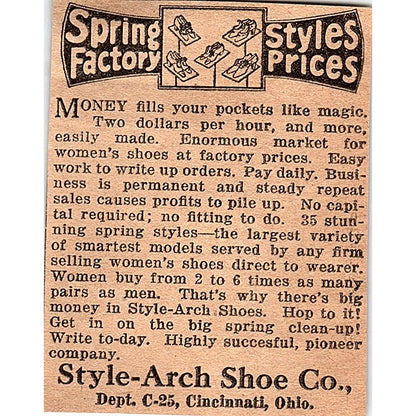 Spring Styles
Factory Prices
MONEY fills your pockets like magic.
Two dollars per hour, and more,
easily made. Enormous market for
women's shoes at factory prices. Easy
work to write up orders. Pay daily. Busi-
ness is permanent and steady repeat
sales causes profits to pile up. No capi-
tal required; no fitting to do. 35 stun-
ning spring styles—the largest variety
of smartest models served by any firm
selling women's shoes direct to wearer.
Women buy from 2 to 6 times as many
pairs as men. That's why there's big
money in Style-Arch Shoes. Hop to it!
Get in on the big spring clean-up!
Write to-day. Highly succesful, pioneer
company.
Style-Arch Shoe Co.,
Dept. C-25, Cincinnati, Ohio.